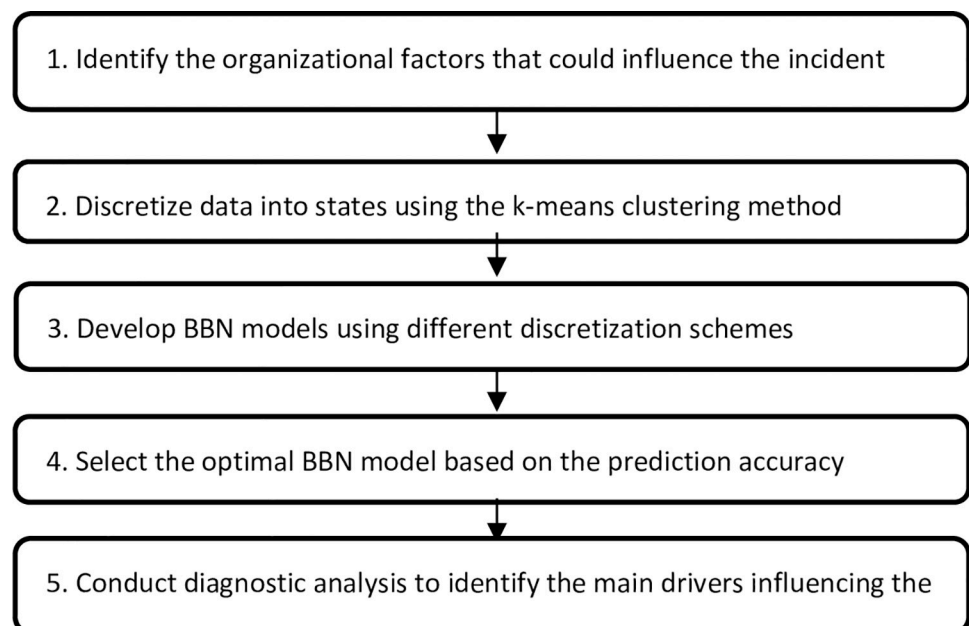 1. Identify the organizational factors that could influence the incident
2. Discretize data into states using the k-means clustering method
3. Develop BBN models using different discretization schemes
4. Select the optimal BBN model based on the prediction accuracy
5. Conduct diagnostic analysis to identify the main drivers influencing the